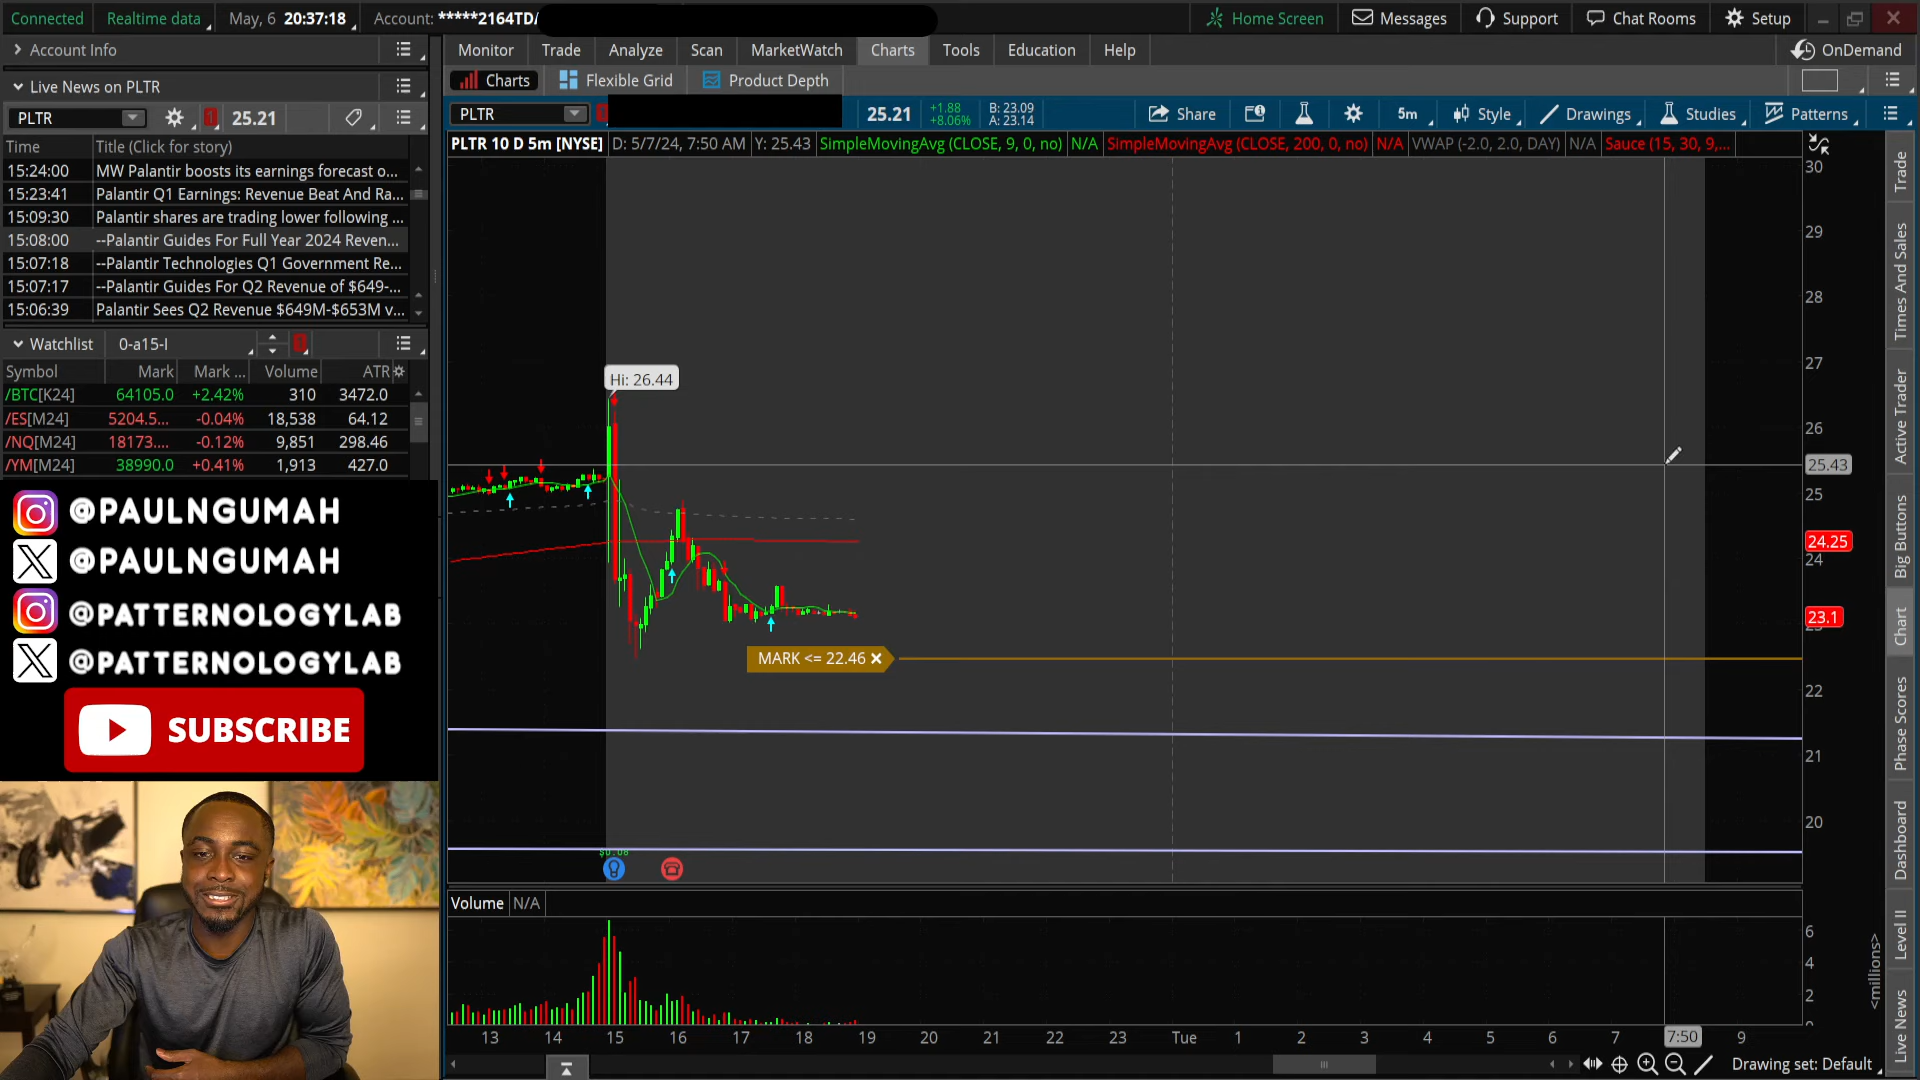 Connected Realtime data May, 6 20:37:18 Account: *****2164TD
Home Screen Messages Support Chat Rooms Setup
Account Info
Monitor Trade Analyze Scan MarketWatch Charts Tools Education Help OnDemand
Live News on PLTR
Charts Flexible Grid Product Depth
PLTR 25.21
PLTR 25.21 +1.88 +8.06% B: 23.09 A: 23.14 Share 5m Style Drawings Studies Patterns
Time Title (Click for story)
PLTR 10 D 5m [NYSE] D: 5/7/24, 7:50 AM Y: 25.43 SimpleMovingAvg (CLOSE, 9, 0, no) N/A SimpleMovingAvg (CLOSE, 200, 0, no) N/A VWAP (-2.0, 2.0, DAY) N/A Sauce (15, 30, 9,...
15:24:00 MW Palantir boosts its earnings forecast o...
15:23:41 Palantir Q1 Earnings: Revenue Beat And Ra...
15:09:30 Palantir shares are trading lower following ...
15:08:00 --Palantir Guides For Full Year 2024 Reven...
15:07:18 --Palantir Technologies Q1 Government Re...
15:07:17 --Palantir Guides For Q2 Revenue of $649-...
15:06:39 Palantir Sees Q2 Revenue $649M-$653M v...
Watchlist 0-a15-I
Symbol Mark Mark ... Volume ATR
/BTC[K24] 64105.0 +2.42% 310 3472.0
/ES[M24] 5204.5... -0.04% 18,538 64.12
/NQ[M24] 18173.... -0.12% 9,851 298.46
/YM[M24] 38990.0 +0.41% 1,913 427.0
@PAULNGUMAH
@PAULNGUMAH
@PATTERNOLOGYLAB
@PATTERNOLOGYLAB
SUBSCRIBE
Hi: 26.44
MARK <= 22.46
30
29
28
27
26
25.43
25
24.25
24
23.1
22
21
20
$0.08
Volume N/A
6
4
2
<millions>
13 14 15 16 17 18 19 20 21 22 23 Tue 1 2 3 4 5 6 7 7:50 9
Drawing set: Default
Trade
Times And Sales
Active Trader
Big Buttons
Chart
Phase Scores
Dashboard
Level II
Live News